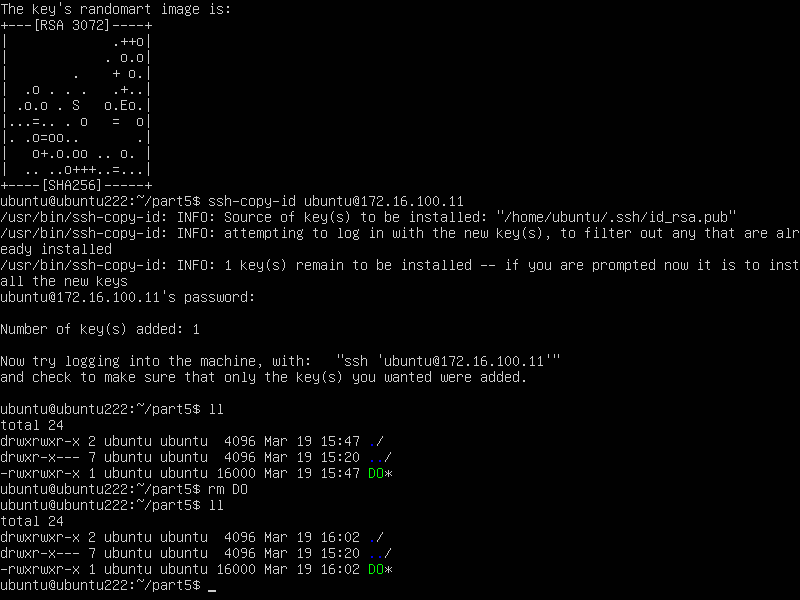 The key's randomart image is:
+---[RSA 3072]----+
|             .++o|
|            . o.o|
|        .    + o.|
|  .o . . .   .+..|
| .o.o . S   o.Eo.|
|...=.. . o   =  o|
|. .o=oo..       .|
|   o+.o.oo .. o. |
|  .. ..o+++..=...|
+----[SHA256]-----+
ubuntu@ubuntu222:~/part5$ ssh-copy-id ubuntu@172.16.100.11
/usr/bin/ssh-copy-id: INFO: Source of key(s) to be installed: "/home/ubuntu/.ssh/id_rsa.pub"
/usr/bin/ssh-copy-id: INFO: attempting to log in with the new key(s), to filter out any that are alr
eady installed
/usr/bin/ssh-copy-id: INFO: 1 key(s) remain to be installed -- if you are prompted now it is to inst
all the new keys
ubuntu@172.16.100.11's password:

Number of key(s) added: 1

Now try logging into the machine, with:   "ssh 'ubuntu@172.16.100.11'"
and check to make sure that only the key(s) you wanted were added.

ubuntu@ubuntu222:~/part5$ ll
total 24
drwxrwxr-x 2 ubuntu ubuntu  4096 Mar 19 15:47 ./
drwxr-x--- 7 ubuntu ubuntu  4096 Mar 19 15:20 ../
-rwxrwxr-x 1 ubuntu ubuntu 16000 Mar 19 15:47 DO*
ubuntu@ubuntu222:~/part5$ rm DO
ubuntu@ubuntu222:~/part5$ ll
total 24
drwxrwxr-x 2 ubuntu ubuntu  4096 Mar 19 16:02 ./
drwxr-x--- 7 ubuntu ubuntu  4096 Mar 19 15:20 ../
-rwxrwxr-x 1 ubuntu ubuntu 16000 Mar 19 16:02 DO*
ubuntu@ubuntu222:~/part5$ _